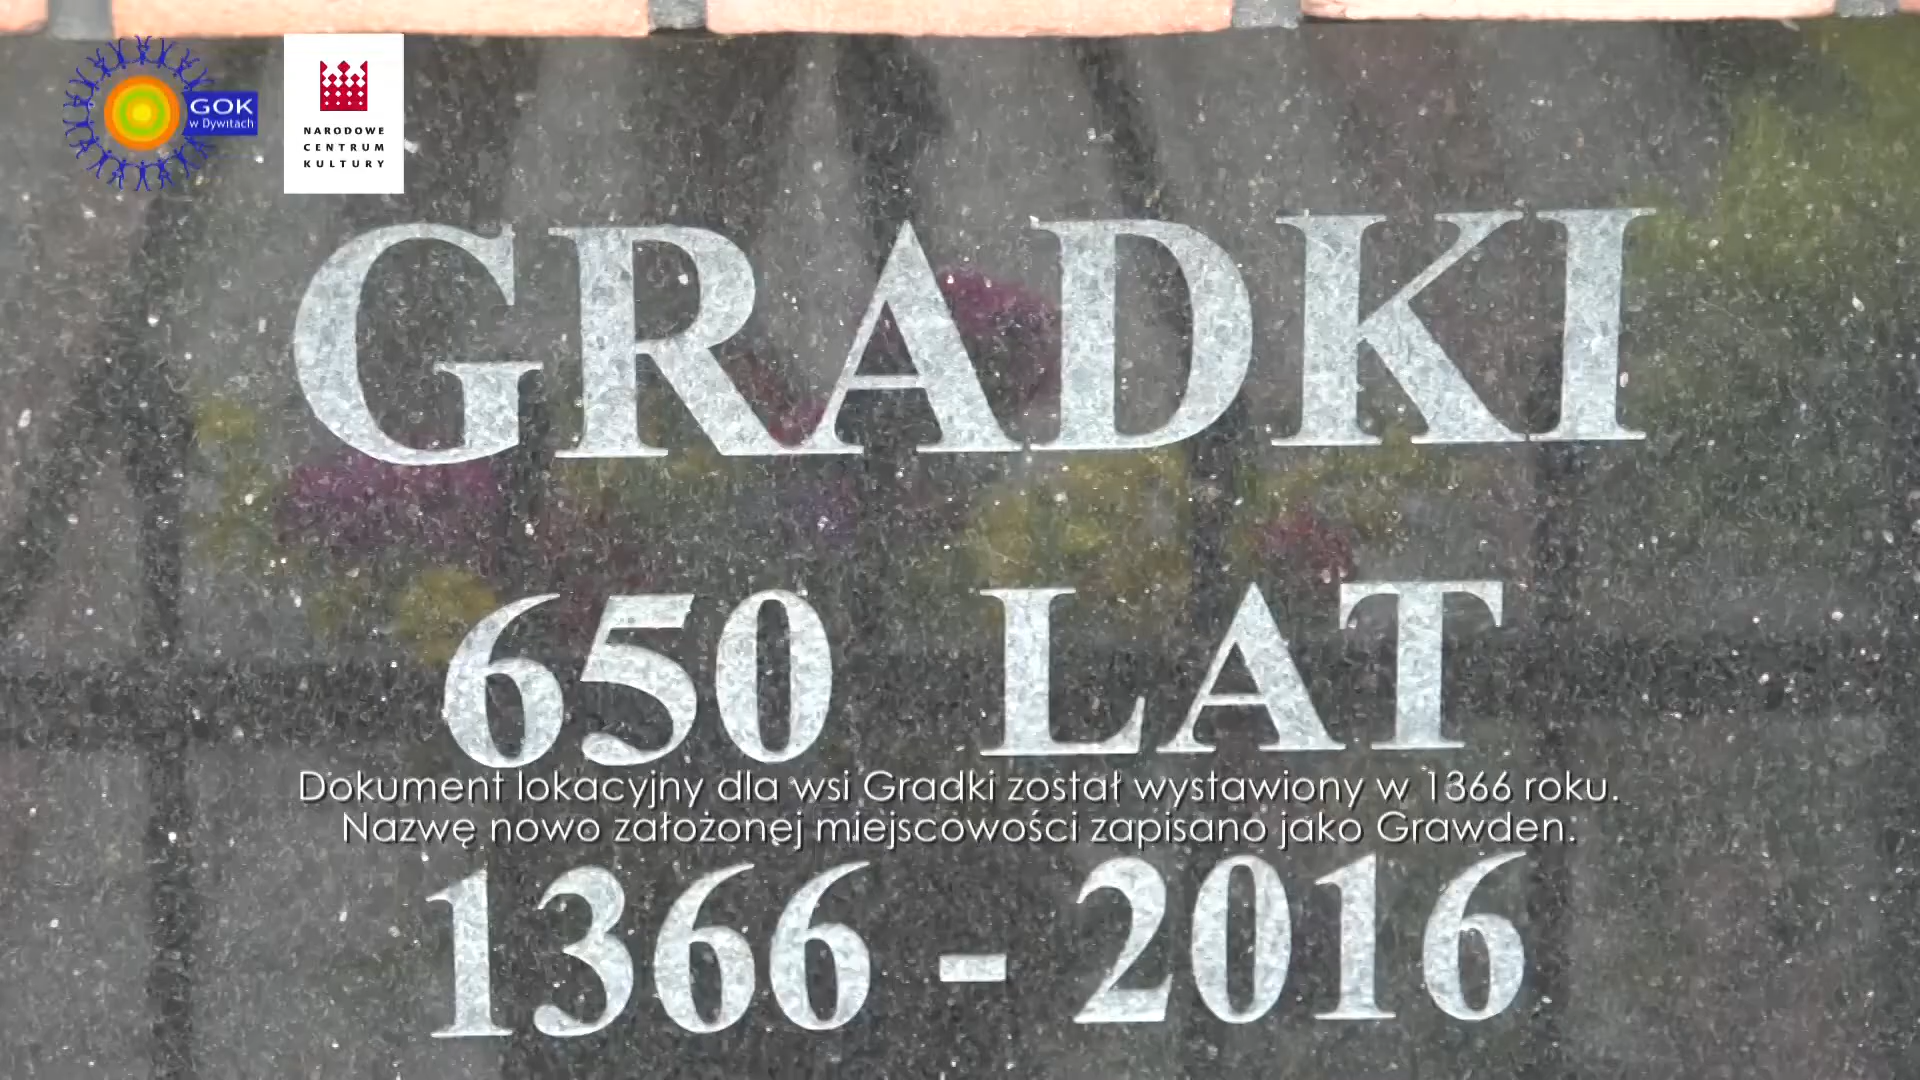 GOK
w Dywitach
NARODOWE
CENTRUM
KULTURY
GRADKI
650 LAT
Dokument lokacyjny dla wsi Gradki został wystawiony w 1366 roku.
Nazwę nowo założonej miejscowości zapisano jako Grawden.
1366 - 2016